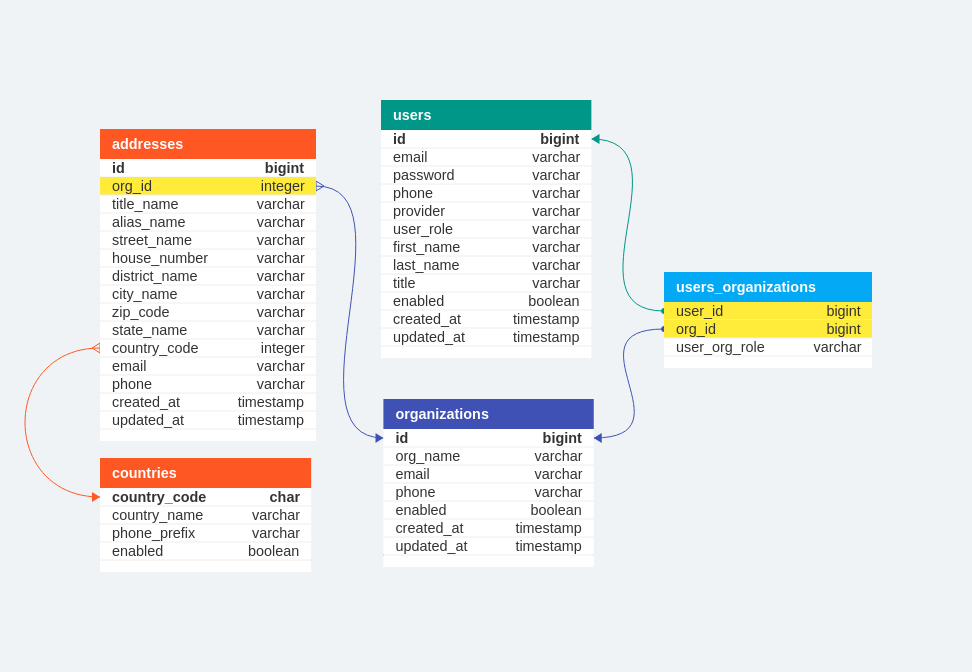 addresses
id bigint
org_id integer
title_name varchar
alias_name varchar
street_name varchar
house_number varchar
district_name varchar
city_name varchar
zip_code varchar
state_name varchar
country_code integer
email varchar
phone varchar
created_at timestamp
updated_at timestamp
countries
country_code char
country_name varchar
phone_prefix varchar
enabled boolean
users
id bigint
email varchar
password varchar
phone varchar
provider varchar
user_role varchar
first_name varchar
last_name varchar
title varchar
enabled boolean
created_at timestamp
updated_at timestamp
organizations
id bigint
org_name varchar
email varchar
phone varchar
enabled boolean
created_at timestamp
updated_at timestamp
users_organizations
user_id bigint
org_id bigint
user_org_role varchar